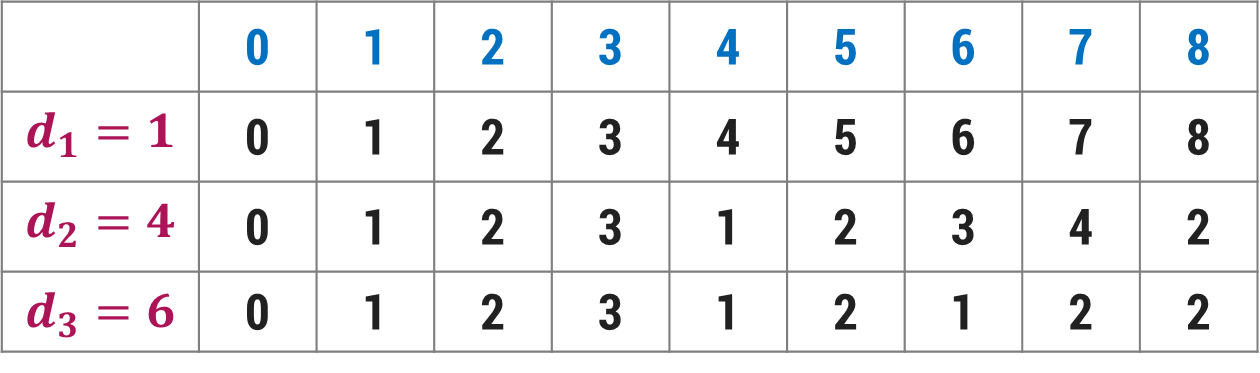 0 1 2 3 4 5 6 7 8
d₁ = 1 0 1 2 3 4 5 6 7 8
d₂ = 4 0 1 2 3 1 2 3 4 2
d₃ = 6 0 1 2 3 1 2 1 2 2